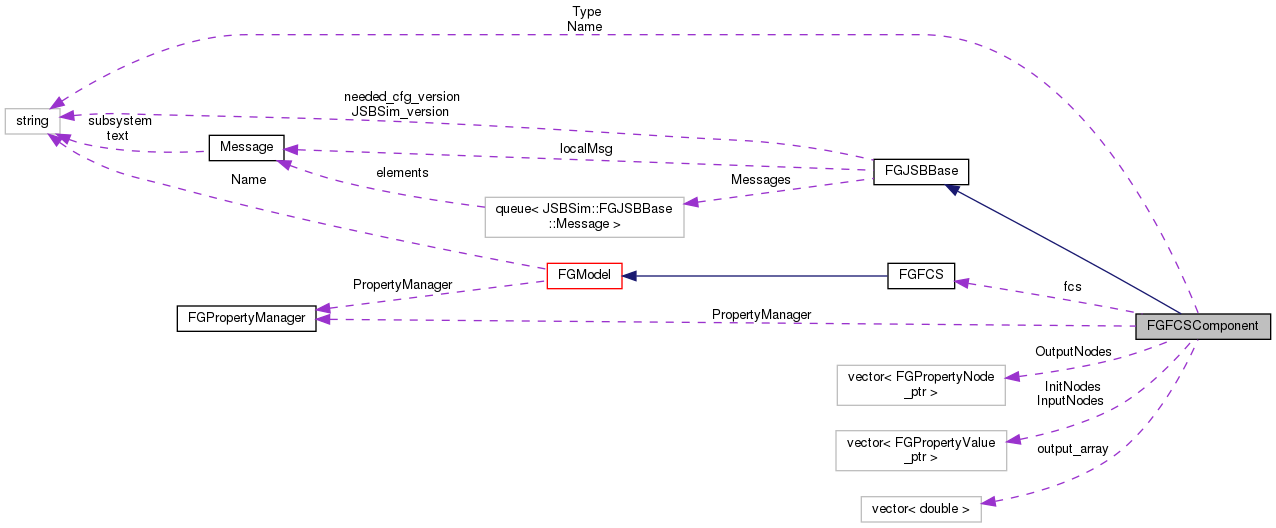 Type
Name
needed_cfg_version
JSBSim_version
string
subsystem
text
Message
localMsg
FGJSBBase
Name
elements
Messages
queue< JSBSim::FGJSBBase
::Message >
FGModel
FGFCS
PropertyManager
fcs
FGPropertyManager
PropertyManager
FGFCSComponent
OutputNodes
vector< FGPropertyNode
_ptr >
InitNodes
InputNodes
vector< FGPropertyValue
_ptr >
output_array
vector< double >